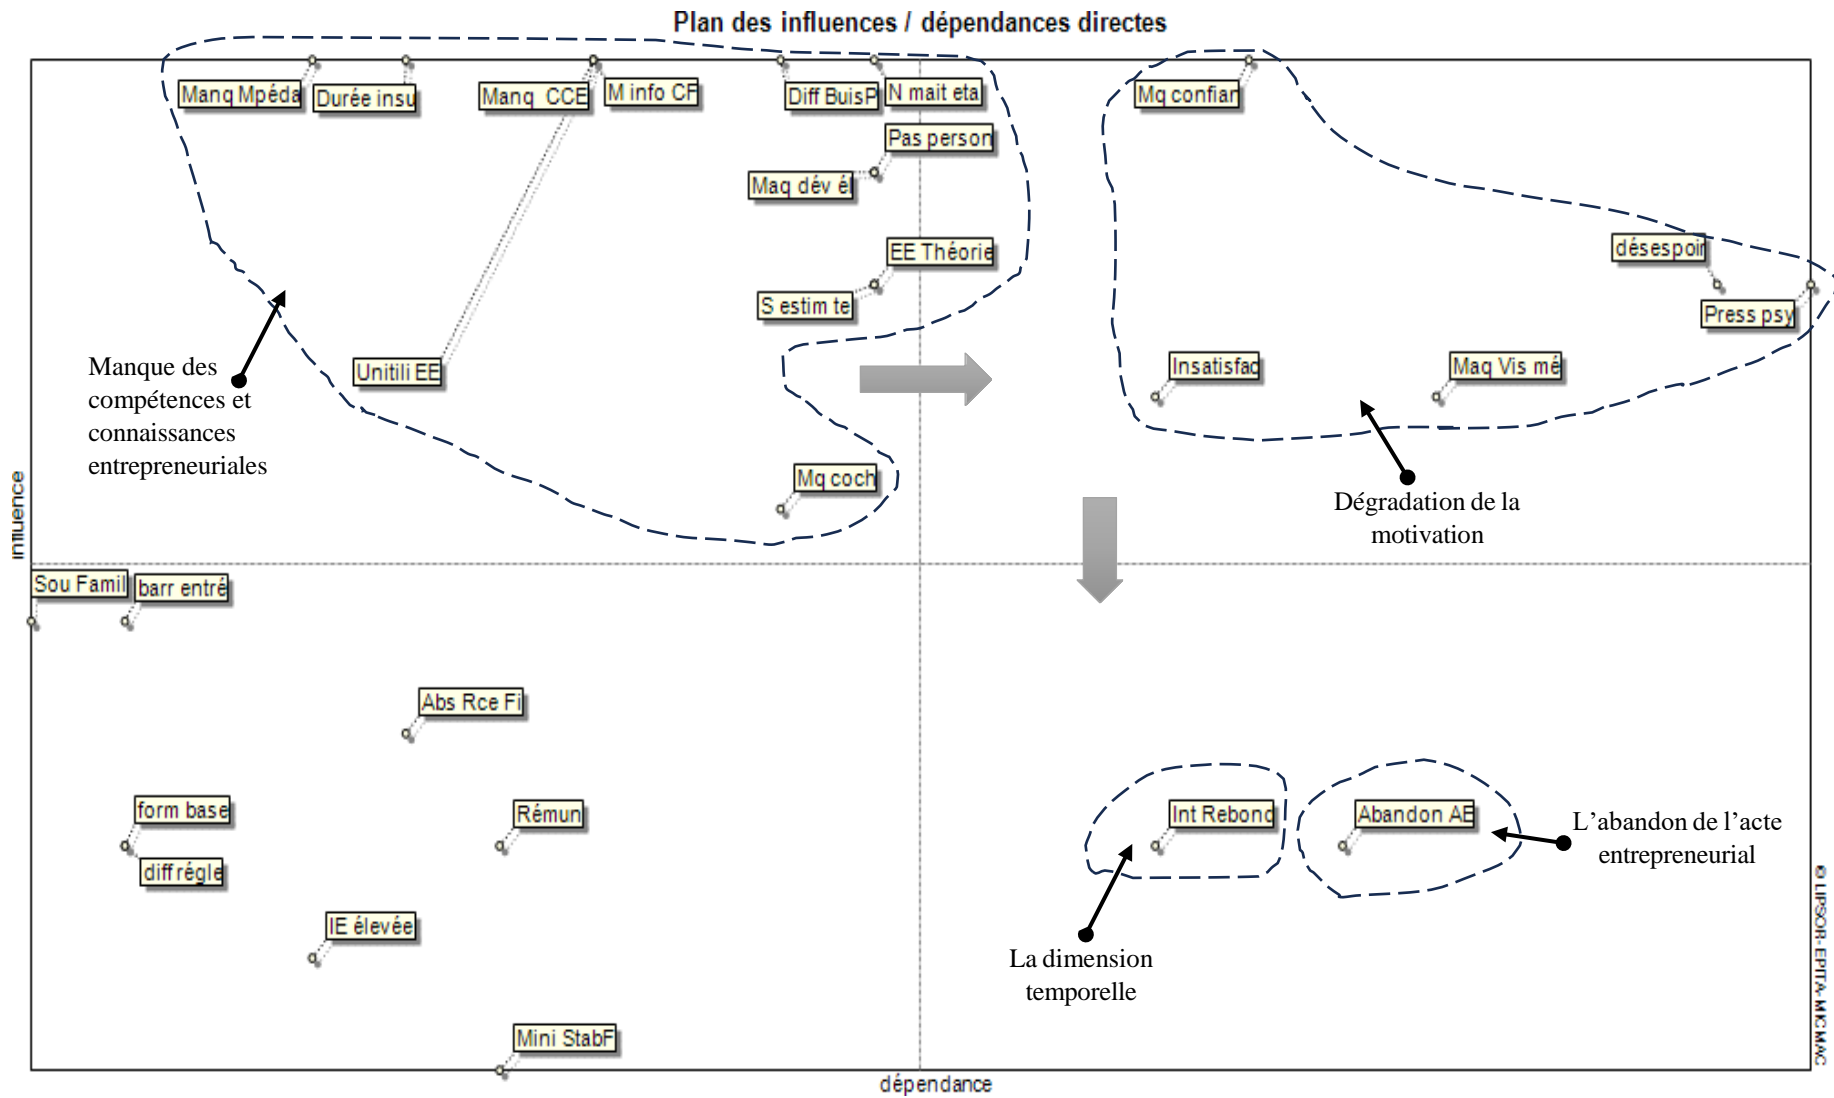 Plan des influences / dépendances directes
Manq Mpéda
Durée insu
Manq CCE
M info CF
Diff BuisP
N mait eta
Mq confian
Pas person
Maq dév él
EE Théorie
S estim te
désespoir
Press psy
Manque des
compétences et
connaissances
entrepreneuriales
Unitili EE
Insatisfac
Maq Vis mé
Mq coch
Dégradation de la
motivation
influence
Sou Famil
barr entré
Abs Rce Fi
form base
diff régle
Rémun
Int Rebond
Abandon AE
L'abandon de l'acte
entrepreneurial
IE élevée
La dimension
temporelle
Mini StabF
dépendance
© LIPSOR-EPITA-MICMAC